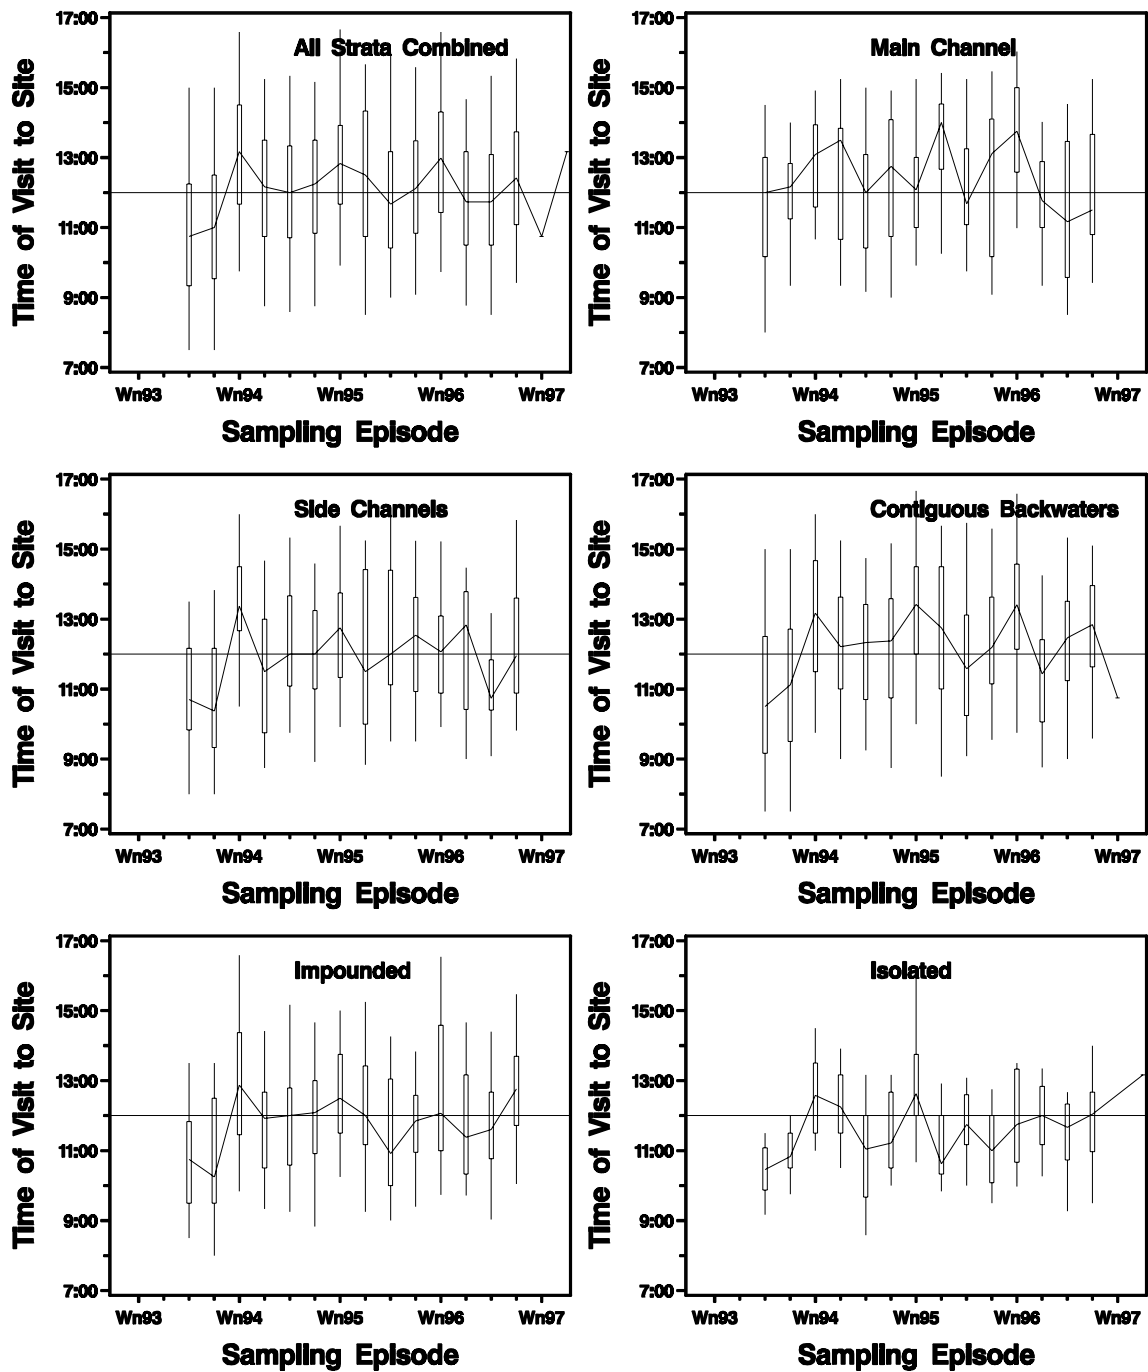 All Strata Combined
Time of Visit to Site
17:00
15:00
13:00
11:00
9:00
7:00
Wn93 Wn94 Wn95 Wn96 Wn97
Sampling Episode
Main Channel
Time of Visit to Site
17:00
15:00
13:00
11:00
9:00
7:00
Wn93 Wn94 Wn95 Wn96 Wn97
Sampling Episode
Side Channels
Time of Visit to Site
17:00
15:00
13:00
11:00
9:00
7:00
Wn93 Wn94 Wn95 Wn96 Wn97
Sampling Episode
Contiguous Backwaters
Time of Visit to Site
17:00
15:00
13:00
11:00
9:00
7:00
Wn93 Wn94 Wn95 Wn96 Wn97
Sampling Episode
Impounded
Time of Visit to Site
17:00
15:00
13:00
11:00
9:00
7:00
Wn93 Wn94 Wn95 Wn96 Wn97
Sampling Episode
Isolated
Time of Visit to Site
17:00
15:00
13:00
11:00
9:00
7:00
Wn93 Wn94 Wn95 Wn96 Wn97
Sampling Episode